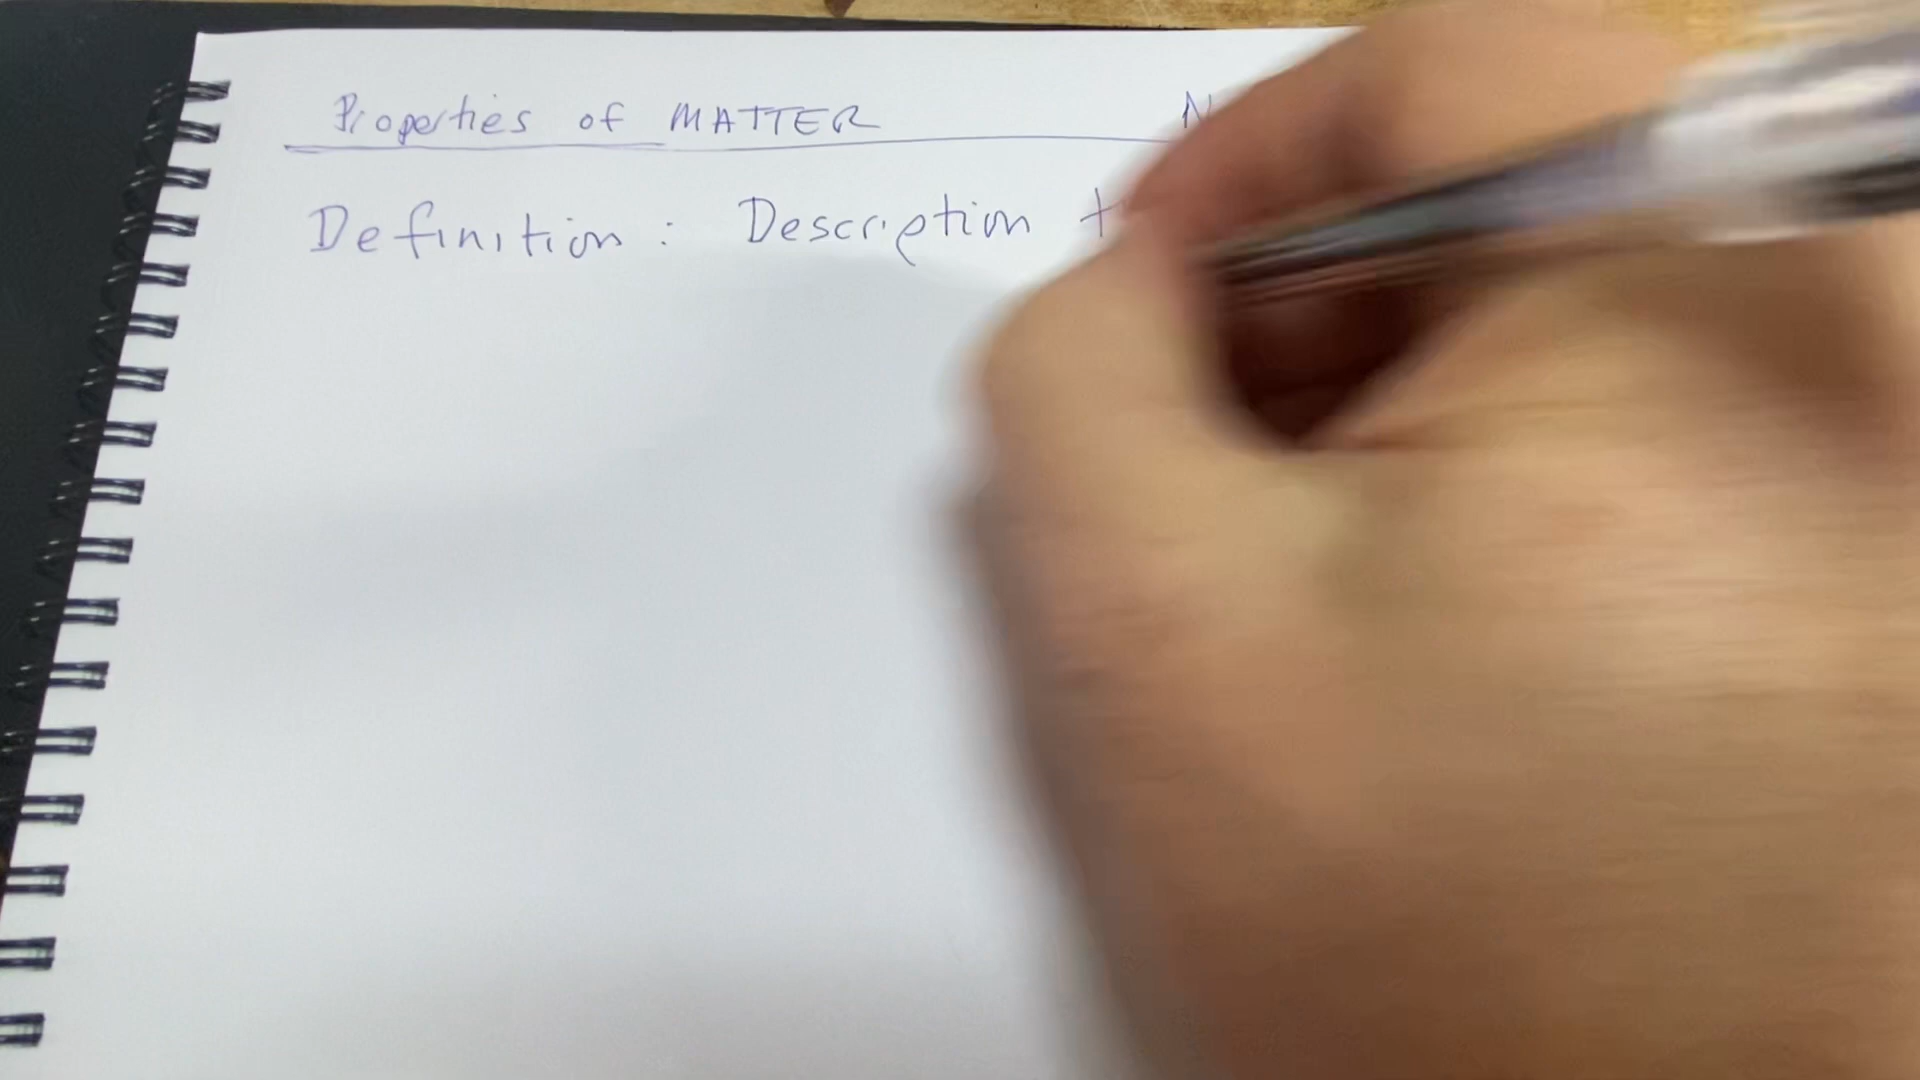 Properties of MATTER N
Definition : Description t